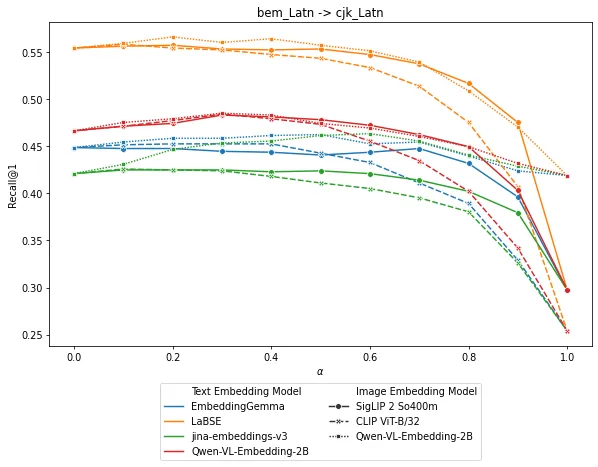 bem_Latn -> cjk_Latn
Recall@1
0.55
0.50
0.45
0.40
0.35
0.30
0.25
0.0 0.2 0.4 0.6 0.8 1.0
α
Text Embedding Model
EmbeddingGemma
LaBSE
jina-embeddings-v3
Qwen-VL-Embedding-2B
Image Embedding Model
SigLIP 2 So400m
CLIP ViT-B/32
Qwen-VL-Embedding-2B